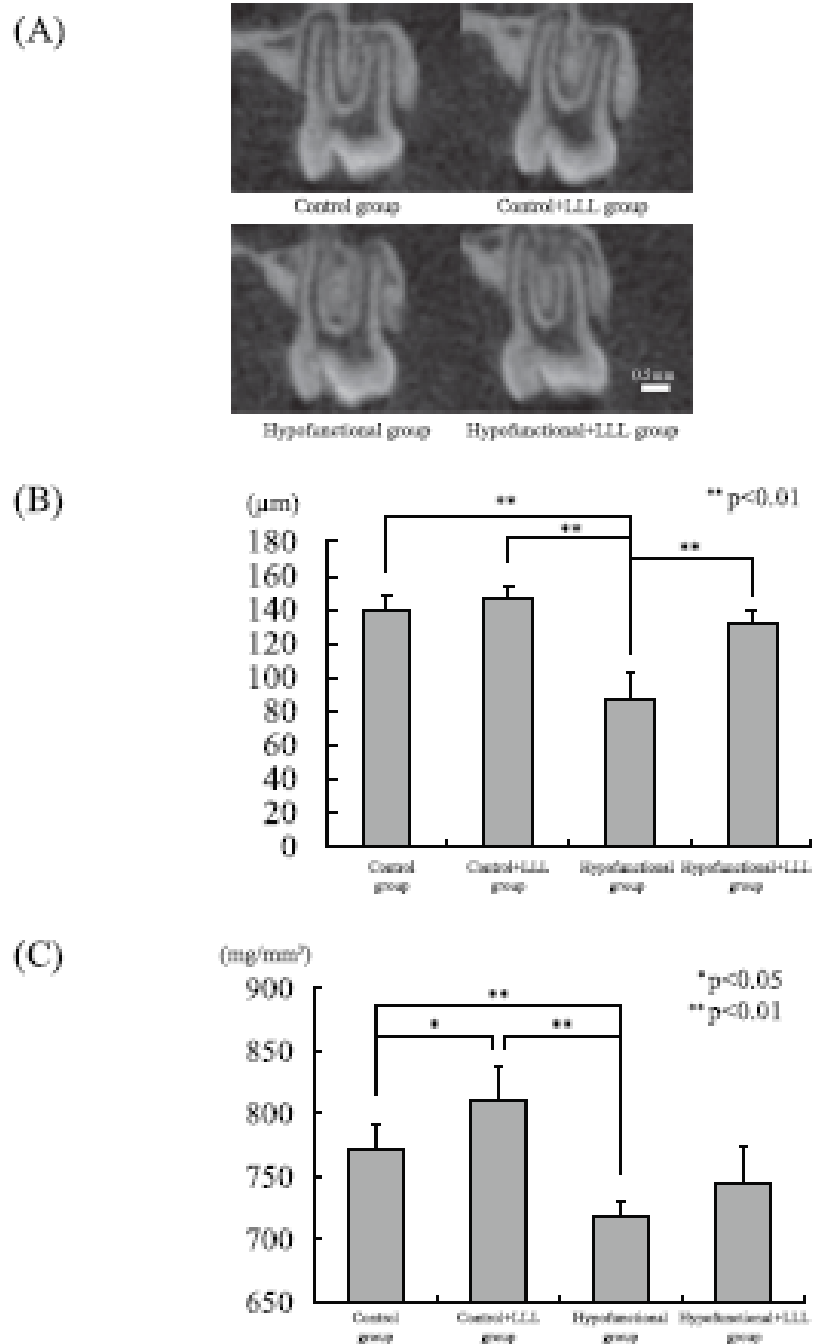 (A)
Control group
Control+LLL group
Hypofunctional group
Hypofunctional+LLL group
0.5mm
(B)
(μm)
** p<0.01
**
**
**
180
160
140
120
100
80
60
40
20
0
Control
group
Control+LLL
group
Hypofunctional
group
Hypofunctional+LLL
group
(C)
(mg/mm³)
*p<0.05
**p<0.01
**
*
**
900
850
800
750
700
650
Control
group
Control+LLL
group
Hypofunctional
group
Hypofunctional+LLL
group